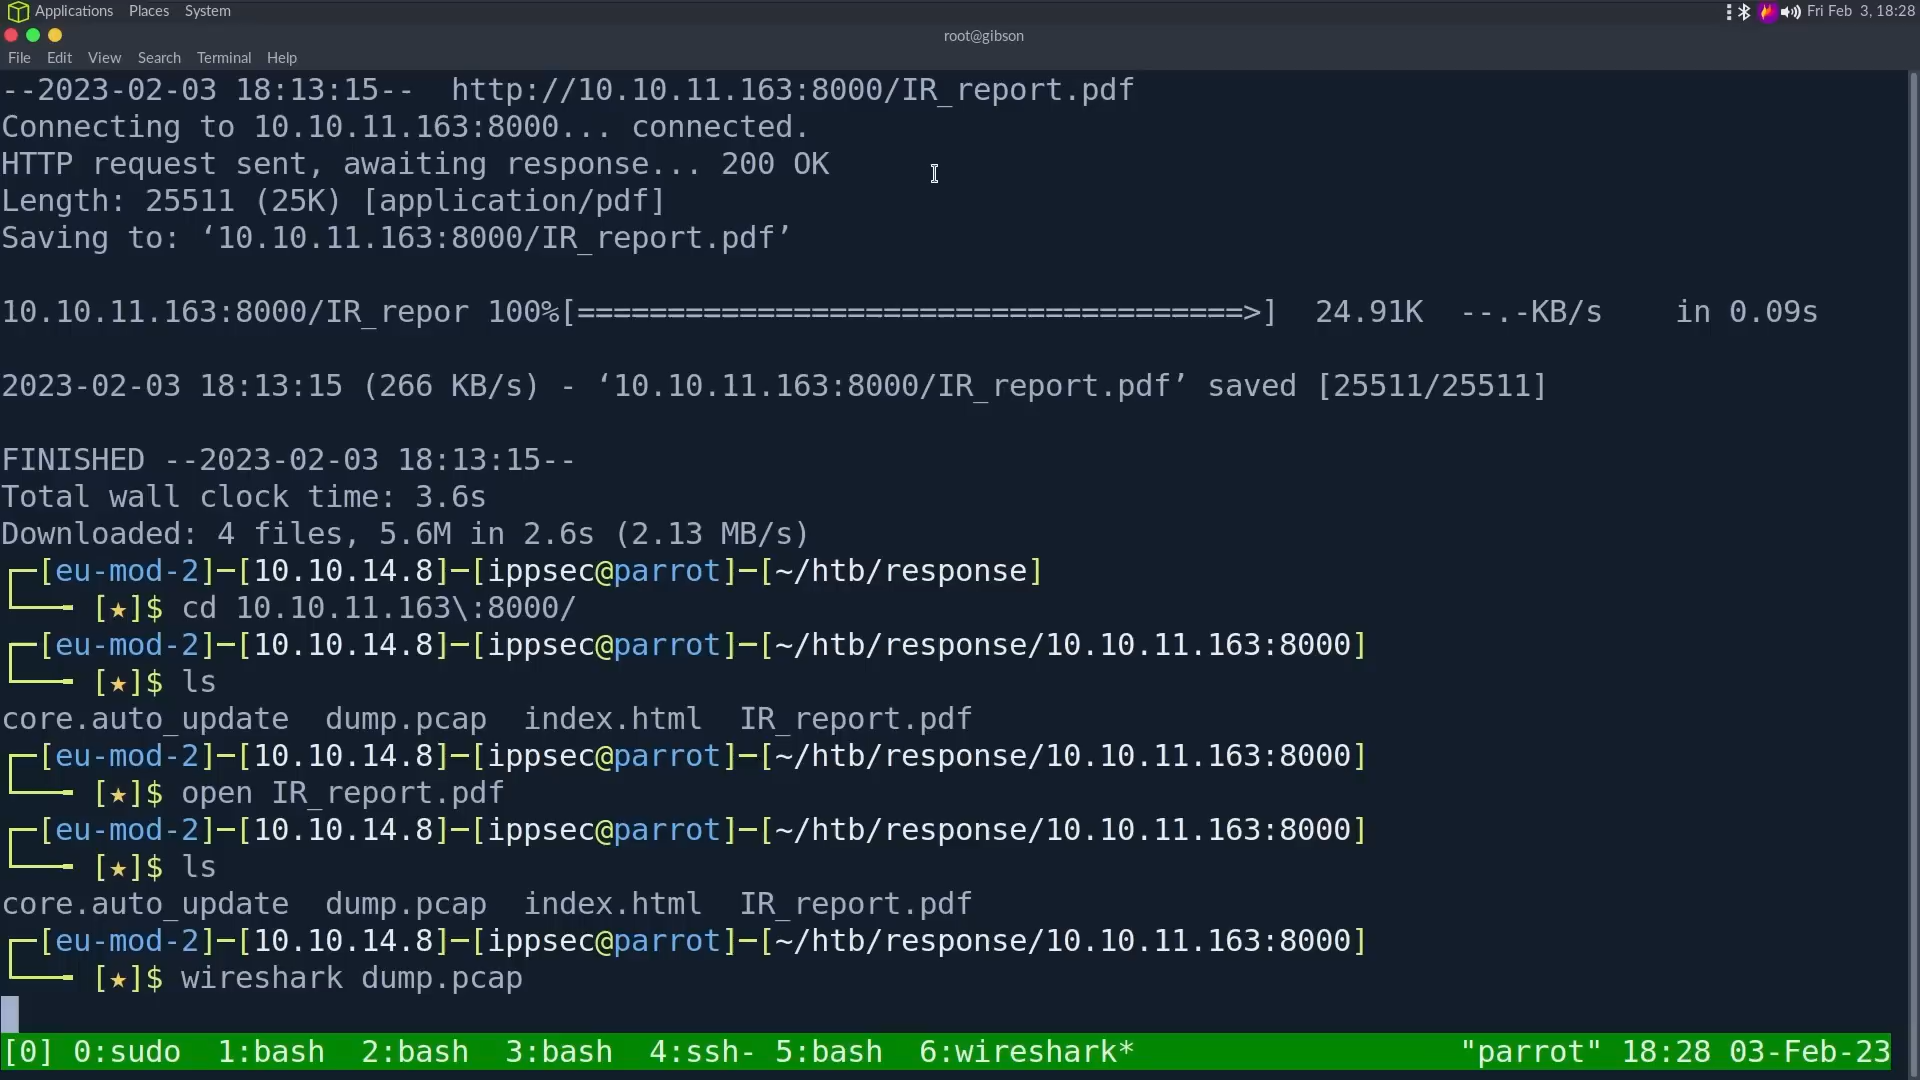 Applications Places System Fri Feb 3, 18:28
root@gibson
File Edit View Search Terminal Help
--2023-02-03 18:13:15--  http://10.10.11.163:8000/IR_report.pdf
Connecting to 10.10.11.163:8000... connected.
HTTP request sent, awaiting response... 200 OK
Length: 25511 (25K) [application/pdf]
Saving to: ‘10.10.11.163:8000/IR_report.pdf’
10.10.11.163:8000/IR_repor 100%[=====================================>]  24.91K  --.-KB/s    in 0.09s
2023-02-03 18:13:15 (266 KB/s) - ‘10.10.11.163:8000/IR_report.pdf’ saved [25511/25511]
FINISHED --2023-02-03 18:13:15--
Total wall clock time: 3.6s
Downloaded: 4 files, 5.6M in 2.6s (2.13 MB/s)
┌─[eu-mod-2]─[10.10.14.8]─[ippsec@parrot]─[~/htb/response]
└──╼ [★]$ cd 10.10.11.163\:8000/
┌─[eu-mod-2]─[10.10.14.8]─[ippsec@parrot]─[~/htb/response/10.10.11.163:8000]
└──╼ [★]$ ls
core.auto_update  dump.pcap  index.html  IR_report.pdf
┌─[eu-mod-2]─[10.10.14.8]─[ippsec@parrot]─[~/htb/response/10.10.11.163:8000]
└──╼ [★]$ open IR_report.pdf
┌─[eu-mod-2]─[10.10.14.8]─[ippsec@parrot]─[~/htb/response/10.10.11.163:8000]
└──╼ [★]$ ls
core.auto_update  dump.pcap  index.html  IR_report.pdf
┌─[eu-mod-2]─[10.10.14.8]─[ippsec@parrot]─[~/htb/response/10.10.11.163:8000]
└──╼ [★]$ wireshark dump.pcap
[0] 0:sudo  1:bash  2:bash  3:bash  4:ssh- 5:bash  6:wireshark* "parrot" 18:28 03-Feb-23